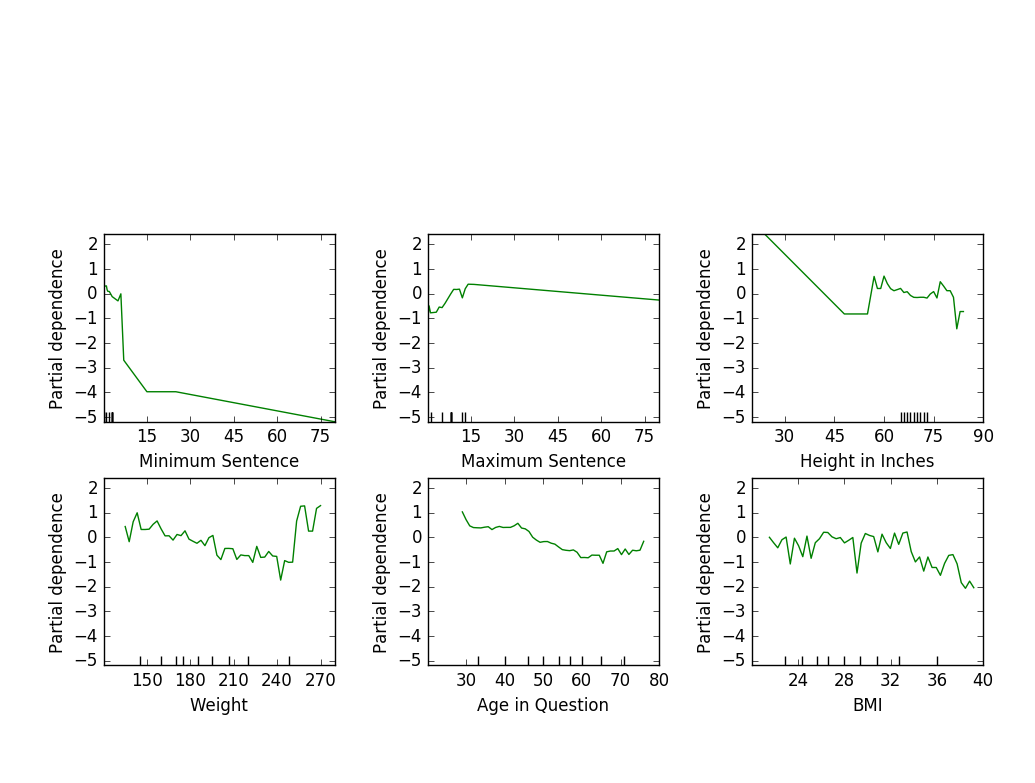 Partial dependence
2
1
0
−1
−2
−3
−4
−5
15 30 45 60 75
Minimum Sentence
Partial dependence
2
1
0
−1
−2
−3
−4
−5
15 30 45 60 75
Maximum Sentence
Partial dependence
2
1
0
−1
−2
−3
−4
−5
30 45 60 75 90
Height in Inches
Partial dependence
2
1
0
−1
−2
−3
−4
−5
150 180 210 240 270
Weight
Partial dependence
2
1
0
−1
−2
−3
−4
−5
30 40 50 60 70 80
Age in Question
Partial dependence
2
1
0
−1
−2
−3
−4
−5
24 28 32 36 40
BMI